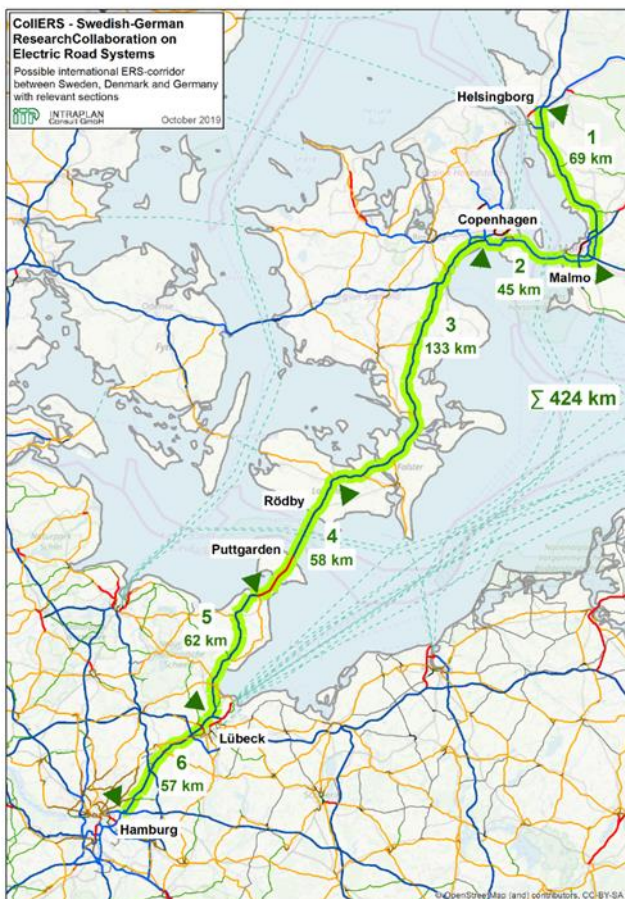 CollERS - Swedish-German
ResearchCollaboration on
Electric Road Systems
Possible international ERS-corridor
between Sweden, Denmark and Germany
with relevant sections
itp INTRAPLAN
Consult GmbH
October 2019
Helsingborg
1
69 km
Copenhagen
2
45 km
Malmo
3
133 km
∑ 424 km
Rödby
4
58 km
Puttgarden
5
62 km
Lübeck
6
57 km
Hamburg
© OpenStreetMap (and) contributors, CC-BY-SA